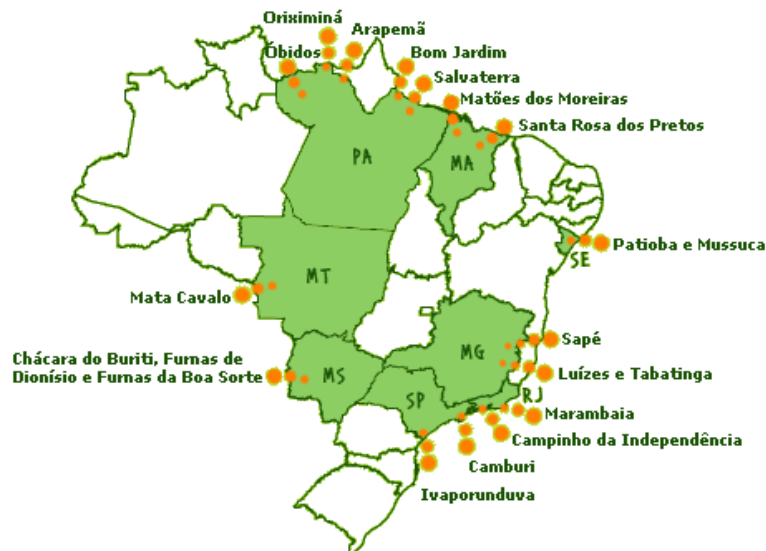 Oriximiná
Arapemã
Óbidos
Bom Jardim
Salvaterra
Matões dos Moreiras
Santa Rosa dos Pretos
PA
MA
Patioba e Mussuca
SE
MT
Mata Cavalo
Sapé
MG
Chácara do Buriti, Furnas de
Dionísio e Furnas da Boa Sorte
MS
Luízes e Tabatinga
SP
RJ
Marambaia
Campinho da Independência
Camburi
Ivaporunduva